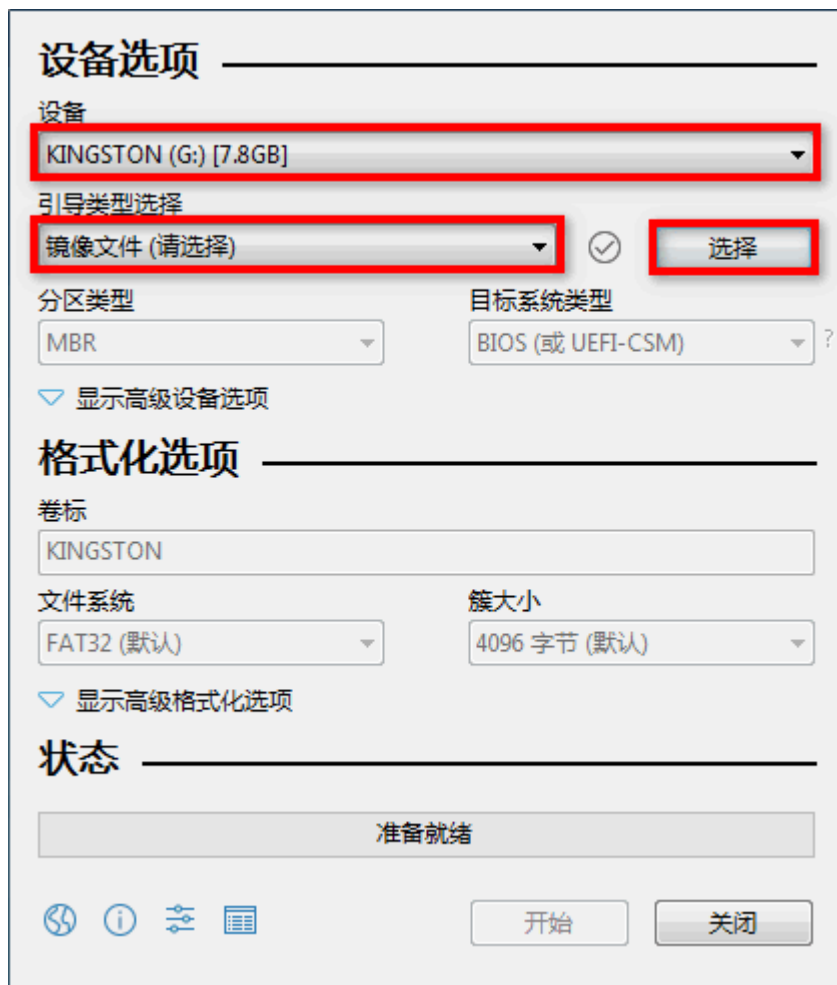 设备选项
设备
KINGSTON (G:) [7.8GB]
引导类型选择
镜像文件 (请选择)
选择
分区类型
目标系统类型
MBR
BIOS (或 UEFI-CSM)
?
显示高级设备选项
格式化选项
卷标
KINGSTON
文件系统
簇大小
FAT32 (默认)
4096 字节 (默认)
显示高级格式化选项
状态
准备就绪
开始
关闭